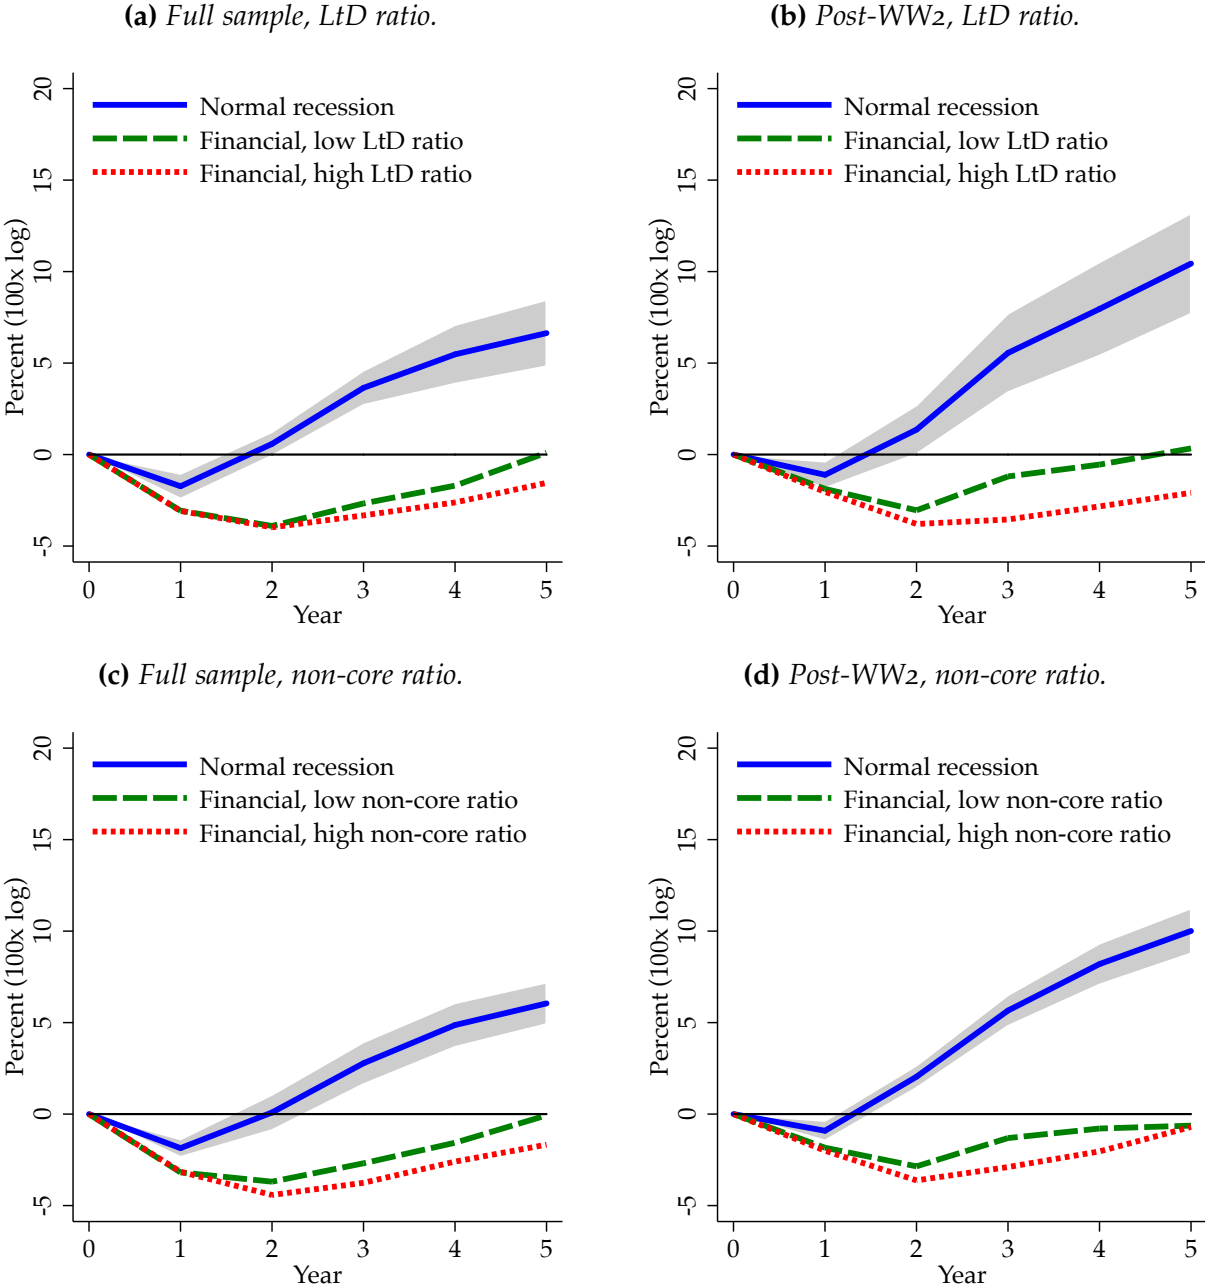 (a) Full sample, LtD ratio.
Percent (100x log)
20
15
10
5
0
-5
Normal recession
Financial, low LtD ratio
Financial, high LtD ratio
0 1 2 3 4 5
Year
(b) Post-WW2, LtD ratio.
Percent (100x log)
20
15
10
5
0
-5
Normal recession
Financial, low LtD ratio
Financial, high LtD ratio
0 1 2 3 4 5
Year
(c) Full sample, non-core ratio.
Percent (100x log)
20
15
10
5
0
-5
Normal recession
Financial, low non-core ratio
Financial, high non-core ratio
0 1 2 3 4 5
Year
(d) Post-WW2, non-core ratio.
Percent (100x log)
20
15
10
5
0
-5
Normal recession
Financial, low non-core ratio
Financial, high non-core ratio
0 1 2 3 4 5
Year